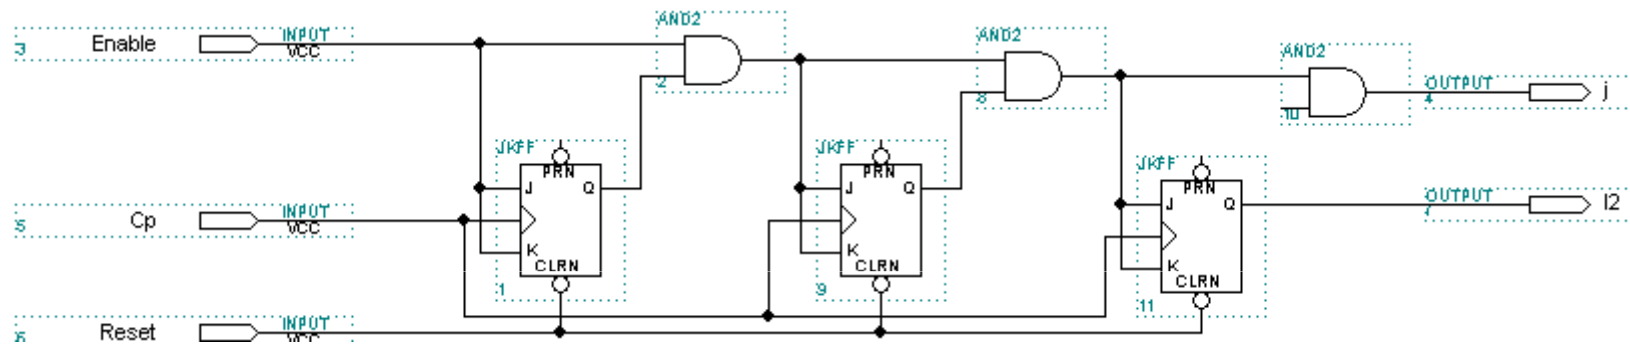 AND2
3 Enable INPUT VCC
2
AND2
8
AND2
10
OUTPUT
4
j
JKFF
PRN
J Q
K
CLRN
1
JKFF
PRN
J Q
K
CLRN
9
JKFF
PRN
J Q
K
CLRN
11
OUTPUT
I2
5 Cp INPUT VCC
6 Reset INPUT VCC